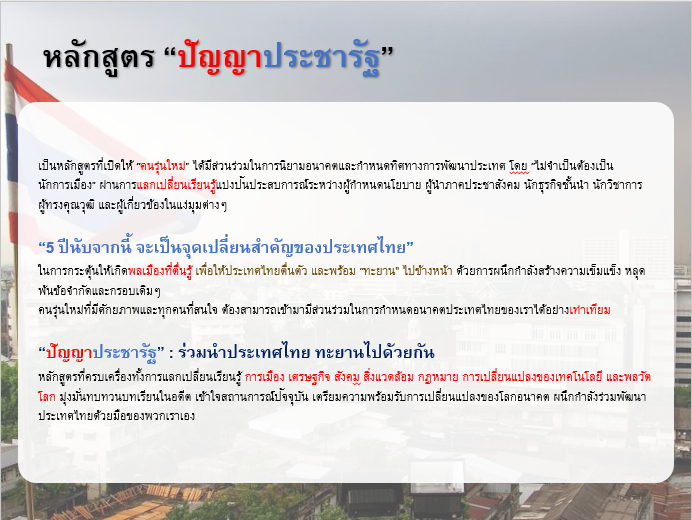 หลักสูตร “ปัญญาประชารัฐ”
เป็นหลักสูตรที่เปิดให้ “คนรุ่นใหม่” ได้มีส่วนร่วมในการนิยามอนาคตและกำหนดทิศทางการพัฒนาประเทศ โดย “ไม่จำเป็นต้องเป็น
นักการเมือง” ผ่านการแลกเปลี่ยนเรียนรู้แบ่งปันประสบการณ์ระหว่างผู้กำหนดนโยบาย ผู้นำภาคประชาสังคม นักธุรกิจชั้นนำ นักวิชาการ
ผู้ทรงคุณวุฒิ และผู้เกี่ยวข้องในแง่มุมต่างๆ
“5 ปีนับจากนี้ จะเป็นจุดเปลี่ยนสำคัญของประเทศไทย”
ในการกระตุ้นให้เกิดพลเมืองที่ตื่นรู้ เพื่อให้ประเทศไทยตื่นตัว และพร้อม “ทะยาน” ไปข้างหน้า ด้วยการผนึกกำลังสร้างความเข้มแข็ง หลุด
พ้นข้อจำกัดและกรอบเดิมๆ
คนรุ่นใหม่ที่มีศักยภาพและทุกคนที่สนใจ ต้องสามารถเข้ามามีส่วนร่วมในการกำหนดอนาคตประเทศไทยของเราได้อย่างเท่าเทียม
“ปัญญาประชารัฐ” : ร่วมนำประเทศไทย ทะยานไปด้วยกัน
หลักสูตรที่ครบเครื่องทั้งการแลกเปลี่ยนเรียนรู้ การเมือง เศรษฐกิจ สังคม สิ่งแวดล้อม กฎหมาย การเปลี่ยนแปลงของเทคโนโลยี และพลวัต
โลก มุ่งมั่นทบทวนบทเรียนในอดีต เข้าใจสถานการณ์ปัจจุบัน เตรียมความพร้อมรับการเปลี่ยนแปลงของโลกอนาคต ผนึกกำลังร่วมพัฒนา
ประเทศไทยด้วยมือของพวกเราเอง